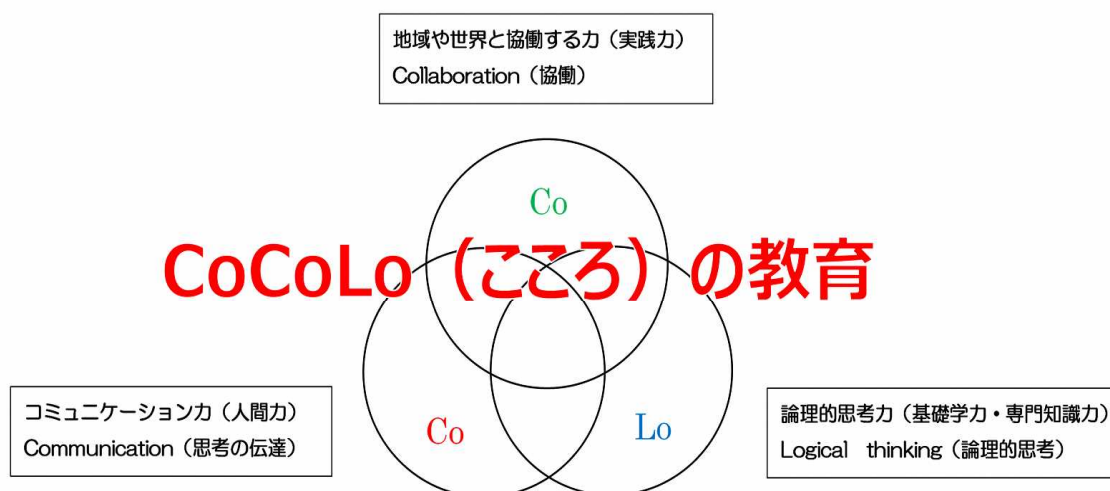 地域や世界と協働する力（実践力）
Collaboration（協働）
Co
CoCoLo（こころ）の教育
コミュニケーション力（人間力）
Communication（思考の伝達）
Co
Lo
論理的思考力（基礎学力・専門知識力）
Logical thinking（論理的思考）